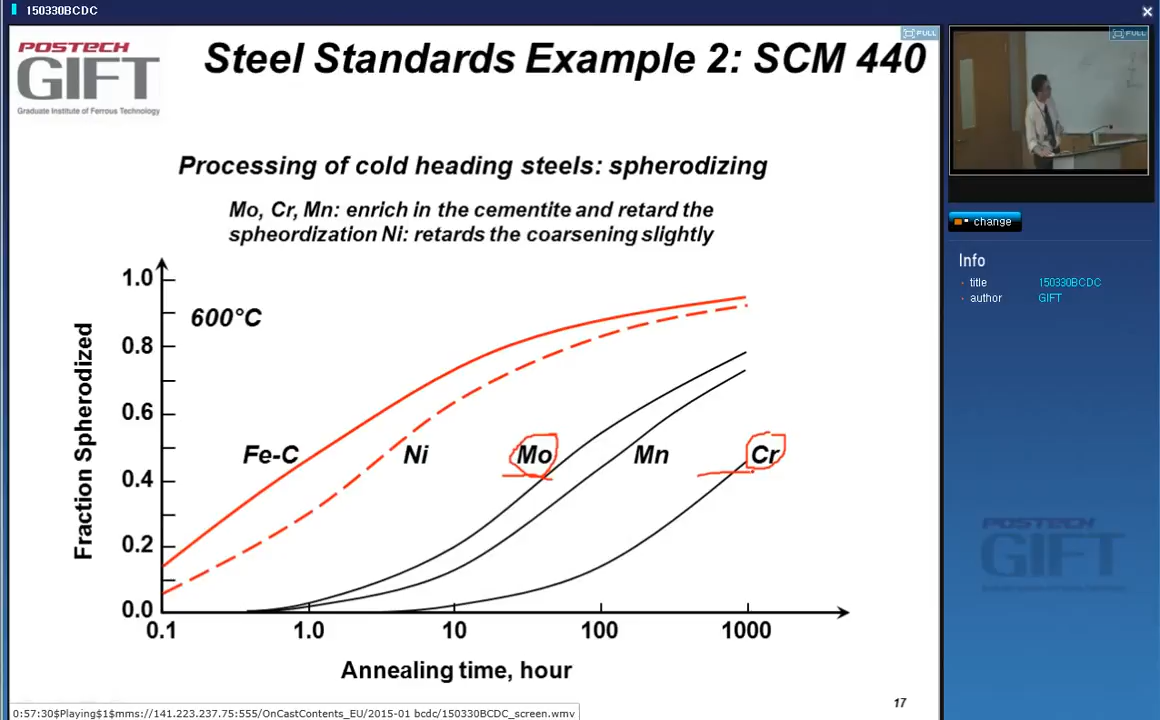 150330BCDC
FULL
FULL
POSTECH
GIFT
Graduate Institute of Ferrous Technology
Steel Standards Example 2: SCM 440
Processing of cold heading steels: spherodizing
Mo, Cr, Mn: enrich in the cementite and retard the
spheordization Ni: retards the coarsening slightly
change
Info
title 150330BCDC
author GIFT
1.0
600°C
0.8
0.6
Fe-C Ni Mo Mn Cr
0.4
0.2
0.0
Fraction Spherodized
0.1 1.0 10 100 1000
Annealing time, hour
POSTECH
GIFT
17
0:57:30$Playing$1$mms://141.223.237.75:555/OnCastContents_EU/2015-01 bcdc/150330BCDC_screen.wmv